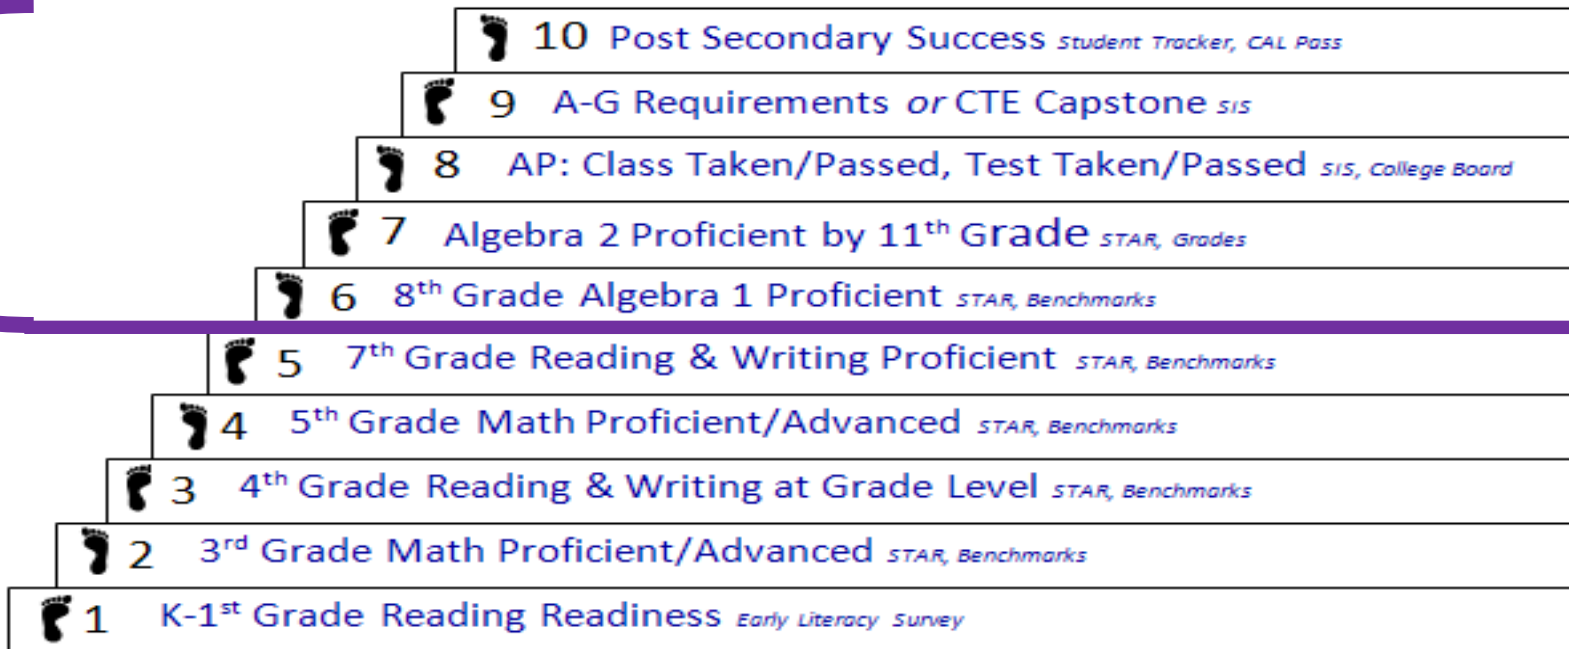 10 Post Secondary Success Student Tracker, CAL Pass
9 A-G Requirements or CTE Capstone SIS
8 AP: Class Taken/Passed, Test Taken/Passed SIS, College Board
7 Algebra 2 Proficient by 11th Grade STAR, Grades
6 8th Grade Algebra 1 Proficient STAR, Benchmarks
5 7th Grade Reading & Writing Proficient STAR, Benchmarks
4 5th Grade Math Proficient/Advanced STAR, Benchmarks
3 4th Grade Reading & Writing at Grade Level STAR, Benchmarks
2 3rd Grade Math Proficient/Advanced STAR, Benchmarks
1 K-1st Grade Reading Readiness Early Literacy Survey